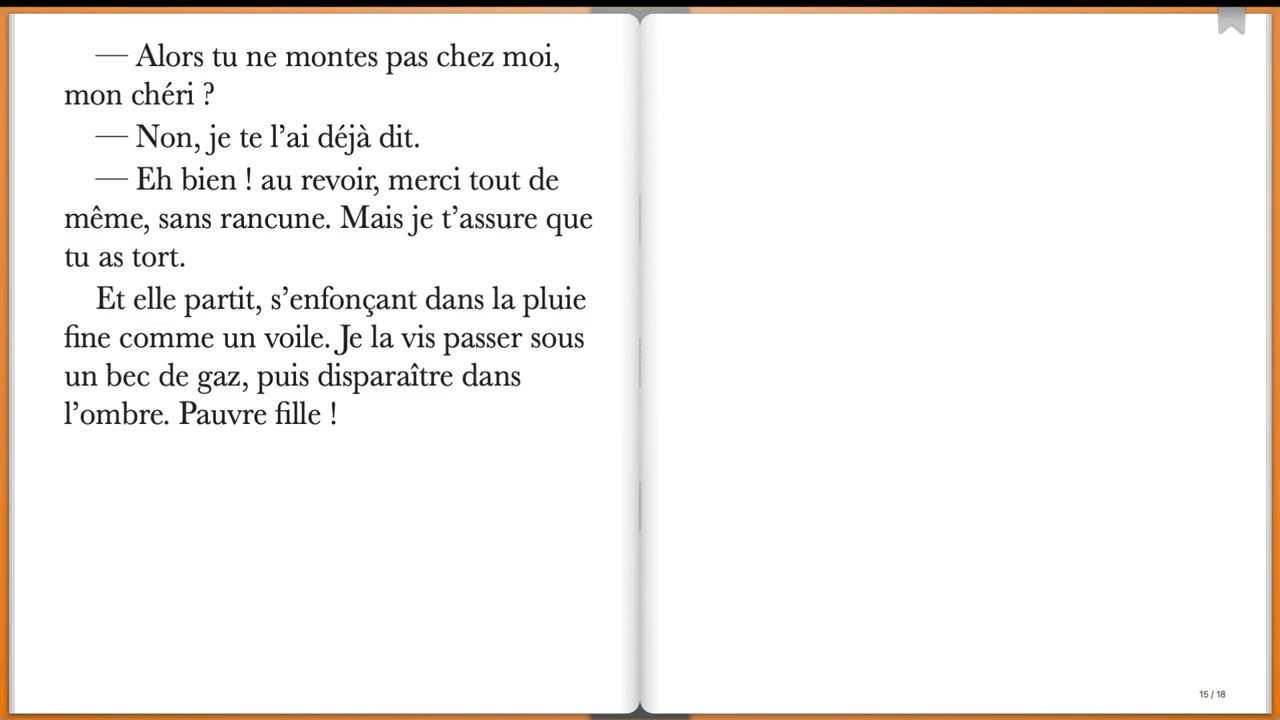 — Alors tu ne montes pas chez moi,
mon chéri ?
— Non, je te l’ai déjà dit.
— Eh bien ! au revoir, merci tout de
même, sans rancune. Mais je t’assure que
tu as tort.
Et elle partit, s’enfonçant dans la pluie
fine comme un voile. Je la vis passer sous
un bec de gaz, puis disparaître dans
l’ombre. Pauvre fille !
15 / 18